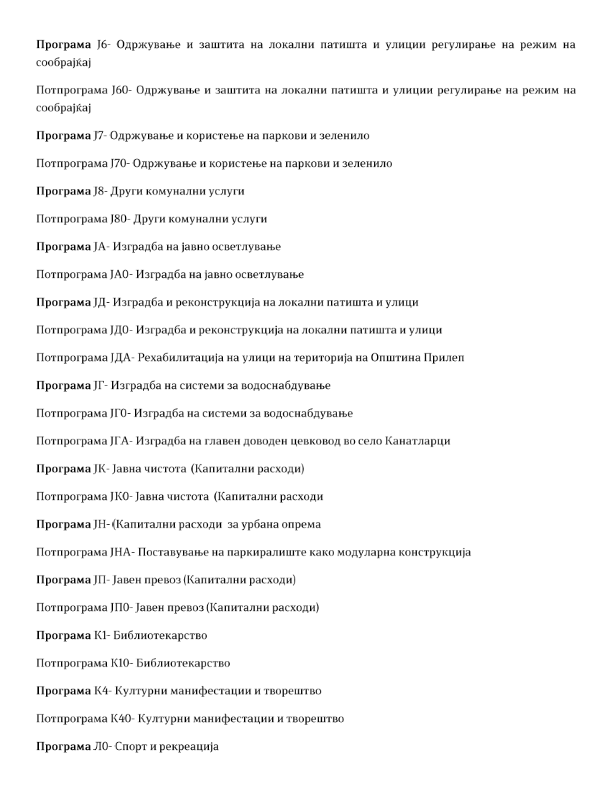 Програма Ј6- Одржување и заштита на локални патишта и улиции регулирање на режим на
сообрајќај
Потпрограма Ј60- Одржување и заштита на локални патишта и улиции регулирање на режим на
сообрајќај
Програма Ј7- Одржување и користење на паркови и зеленило
Потпрограма Ј70- Одржување и користење на паркови и зеленило
Програма Ј8- Други комунални услуги
Потпрограма Ј80- Други комунални услуги
Програма ЈА- Изградба на јавно осветлување
Потпрограма ЈА0- Изградба на јавно осветлување
Програма ЈД- Изградба и реконструкција на локални патишта и улици
Потпрограма ЈД0- Изградба и реконструкција на локални патишта и улици
Потпрограма ЈДА- Рехабилитација на улици на територија на Општина Прилеп
Програма ЈГ- Изградба на системи за водоснабдување
Потпрограма ЈГ0- Изградба на системи за водоснабдување
Потпрограма ЈГА- Изградба на главен доводен цевковод во село Канатларци
Програма ЈК- Јавна чистота (Капитални расходи)
Потпрограма ЈК0- Јавна чистота (Капитални расходи
Програма ЈН- (Капитални расходи за урбана опрема
Потпрограма ЈНА- Поставување на паркиралиште како модуларна конструкција
Програма ЈП- Јавен превоз (Капитални расходи)
Потпрограма ЈП0- Јавен превоз (Капитални расходи)
Програма К1- Библиотекарство
Потпрограма К10- Библиотекарство
Програма К4- Културни манифестации и творештво
Потпрограма К40- Културни манифестации и творештво
Програма Л0- Спорт и рекреација